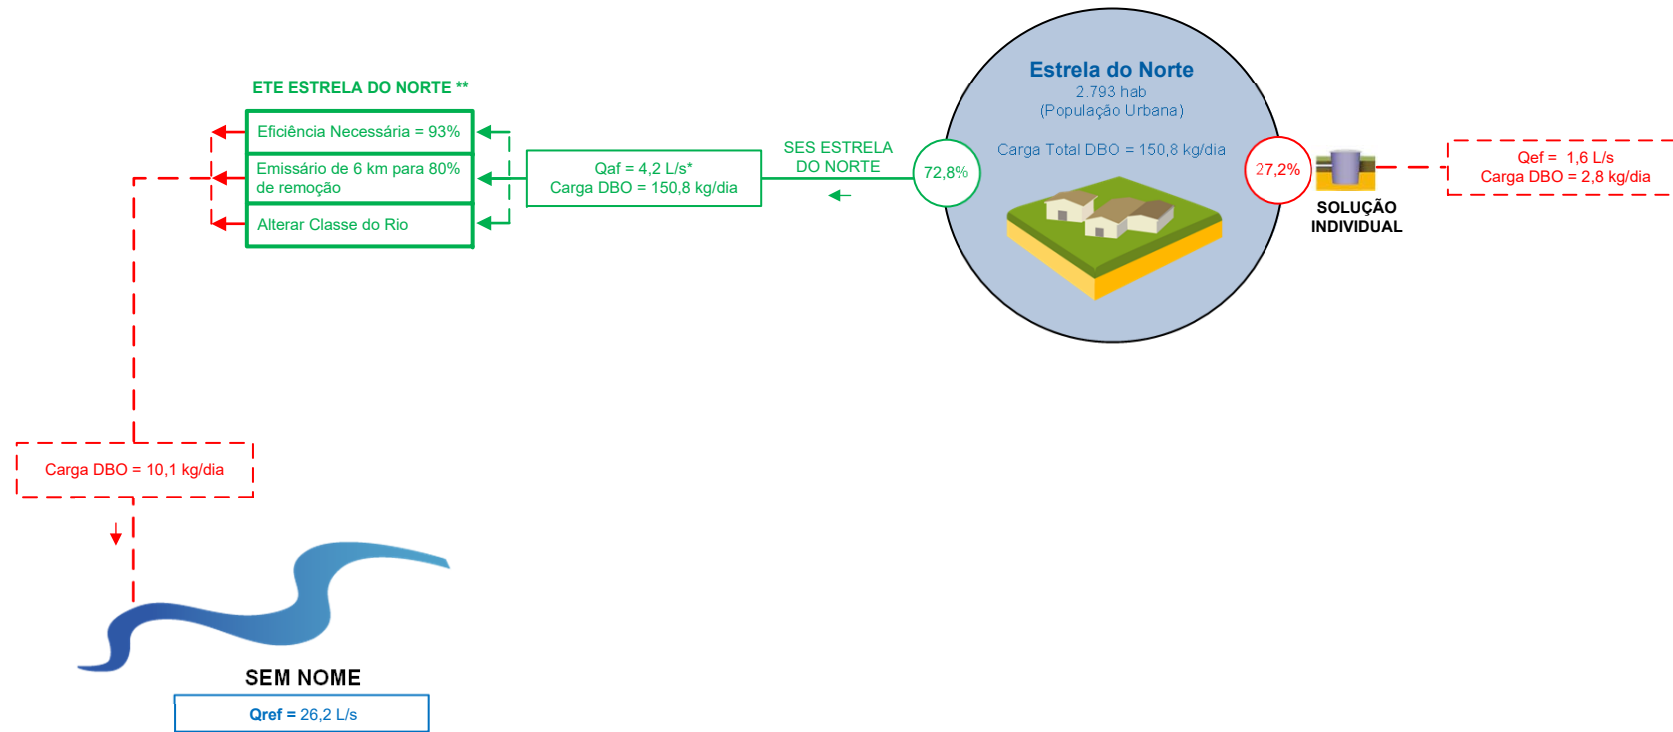 ETE ESTRELA DO NORTE **
Eficiência Necessária = 93%
Emissário de 6 km para 80%
de remoção
Alterar Classe do Rio
Qaf = 4,2 L/s*
Carga DBO = 150,8 kg/dia
SES ESTRELA
DO NORTE
72,8%
Estrela do Norte
2.793 hab
(População Urbana)
Carga Total DBO = 150,8 kg/dia
27,2%
SOLUÇÃO
INDIVIDUAL
Qef = 1,6 L/s
Carga DBO = 2,8 kg/dia
Carga DBO = 10,1 kg/dia
SEM NOME
Qref = 26,2 L/s